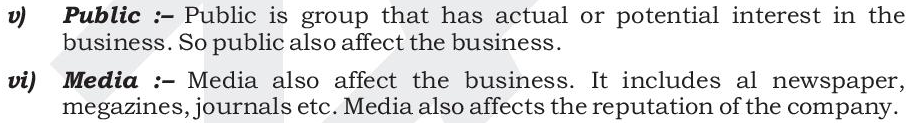 v) Public :– Public is group that has actual or potential interest in the
business. So public also affect the business.
vi) Media :– Media also affect the business. It includes al newspaper,
megazines, journals etc. Media also affects the reputation of the company.